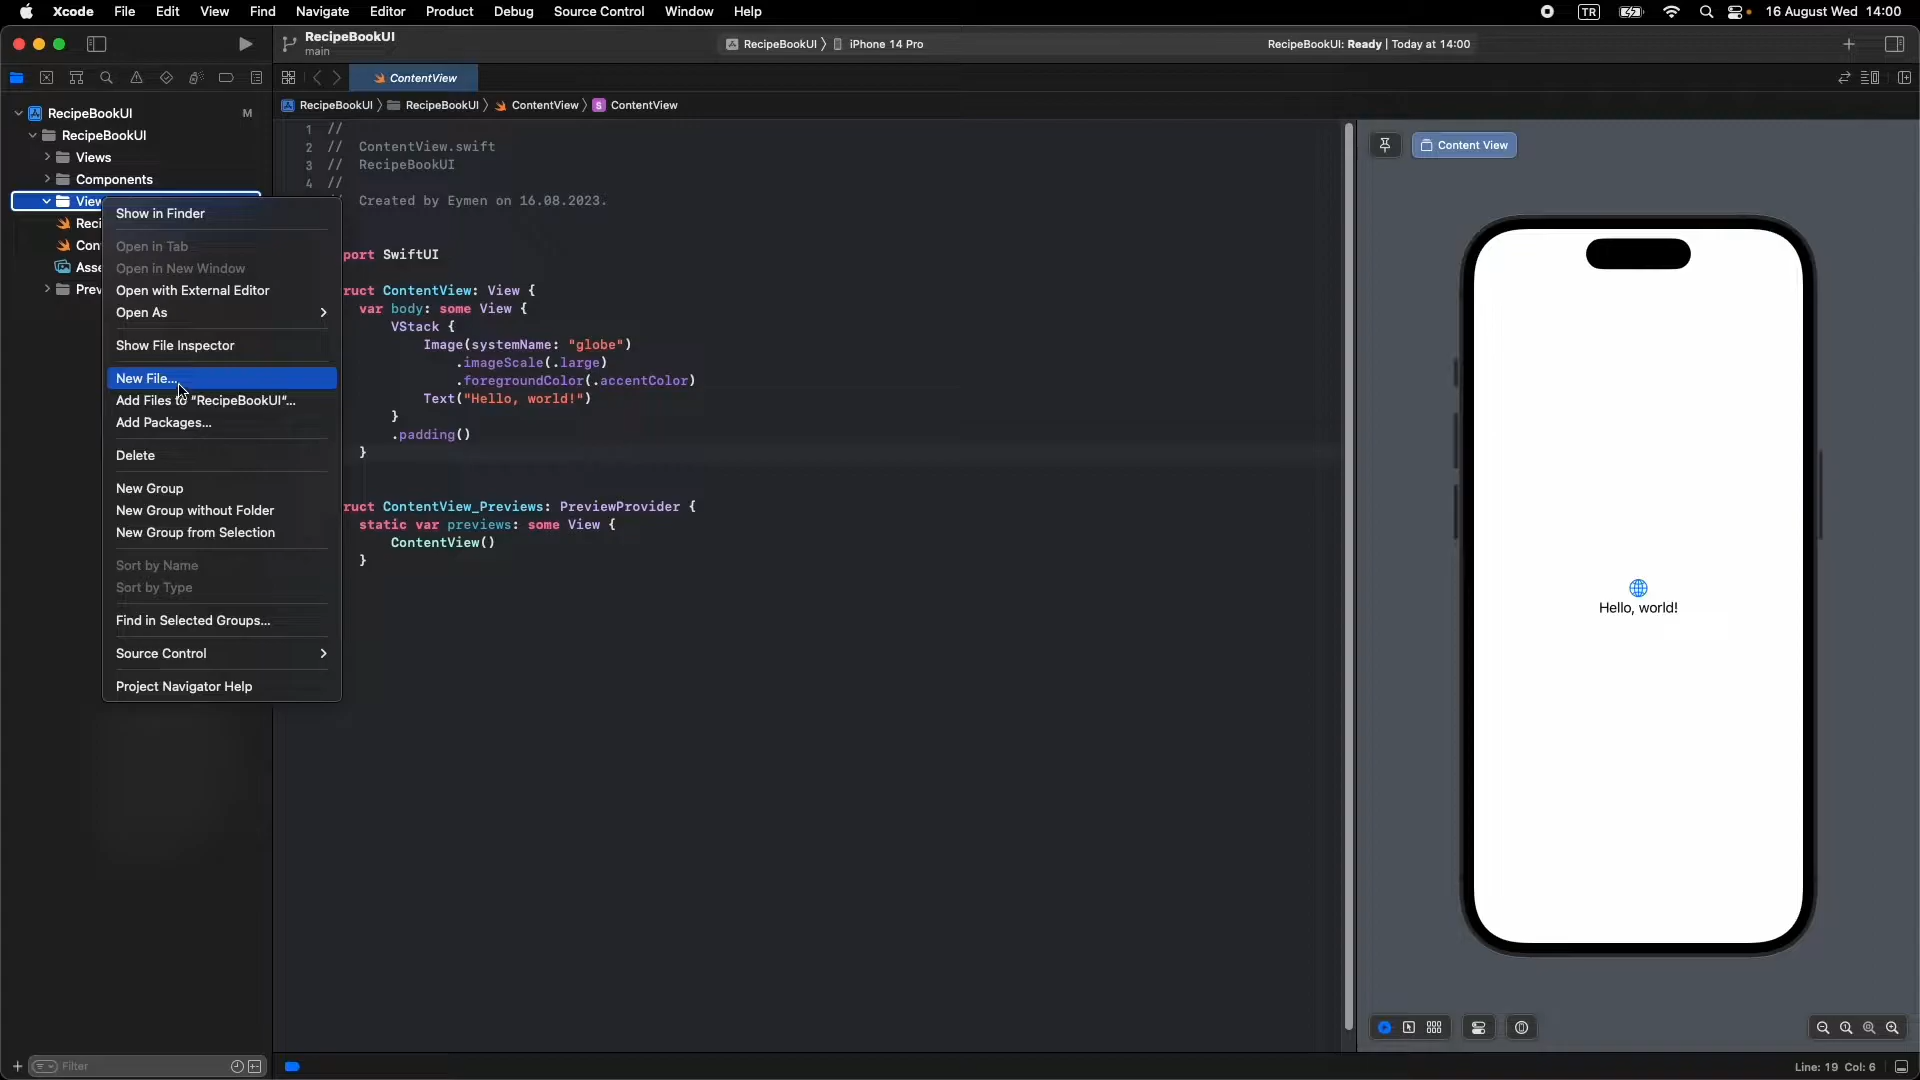 Xcode File Edit View Find Navigate Editor Product Debug Source Control Window Help TR 16 August Wed 14:00
RecipeBookUI
main
RecipeBookUI iPhone 14 Pro
RecipeBookUI: Ready | Today at 14:00
ContentView
RecipeBookUI RecipeBookUI ContentView S ContentView
RecipeBookUI M
RecipeBookUI
Views
Components
View
Reci
Con
Asse
Prev
Show in Finder
Open in Tab
Open in New Window
Open with External Editor
Open As
Show File Inspector
New File...
Add Files to "RecipeBookUI"...
Add Packages...
Delete
New Group
New Group without Folder
New Group from Selection
Sort by Name
Sort by Type
Find in Selected Groups...
Source Control
Project Navigator Help
1 //
2 // ContentView.swift
3 // RecipeBookUI
4 //
Created by Eymen on 16.08.2023.
port SwiftUI
ruct ContentView: View {
var body: some View {
VStack {
Image(systemName: "globe")
.imageScale(.large)
.foregroundColor(.accentColor)
Text("Hello, world!")
}
.padding()
}
ruct ContentView_Previews: PreviewProvider {
static var previews: some View {
ContentView()
}
Content View
Hello, world!
Filter
Line: 19 Col: 6